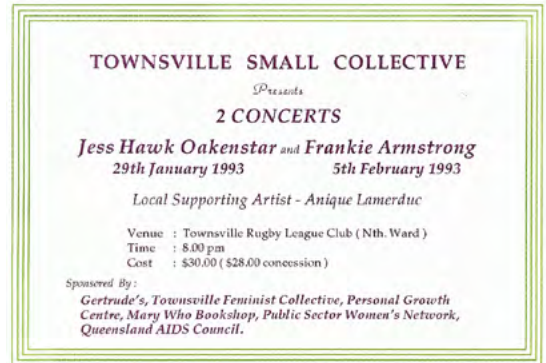 TOWNSVILLE SMALL COLLECTIVE
Presents
2 CONCERTS
Jess Hawk Oakenstar and Frankie Armstrong
29th January 1993 5th February 1993
Local Supporting Artist - Anique Lamerduc
Venue : Townsville Rugby League Club ( Nth. Ward )
Time : 8.00 pm
Cost : $30.00 ( $28.00 concession )
Sponsered By :
Gertrude's, Townsville Feminist Collective, Personal Growth
Centre, Mary Who Bookshop, Public Sector Women's Network,
Queensland AIDS Council.